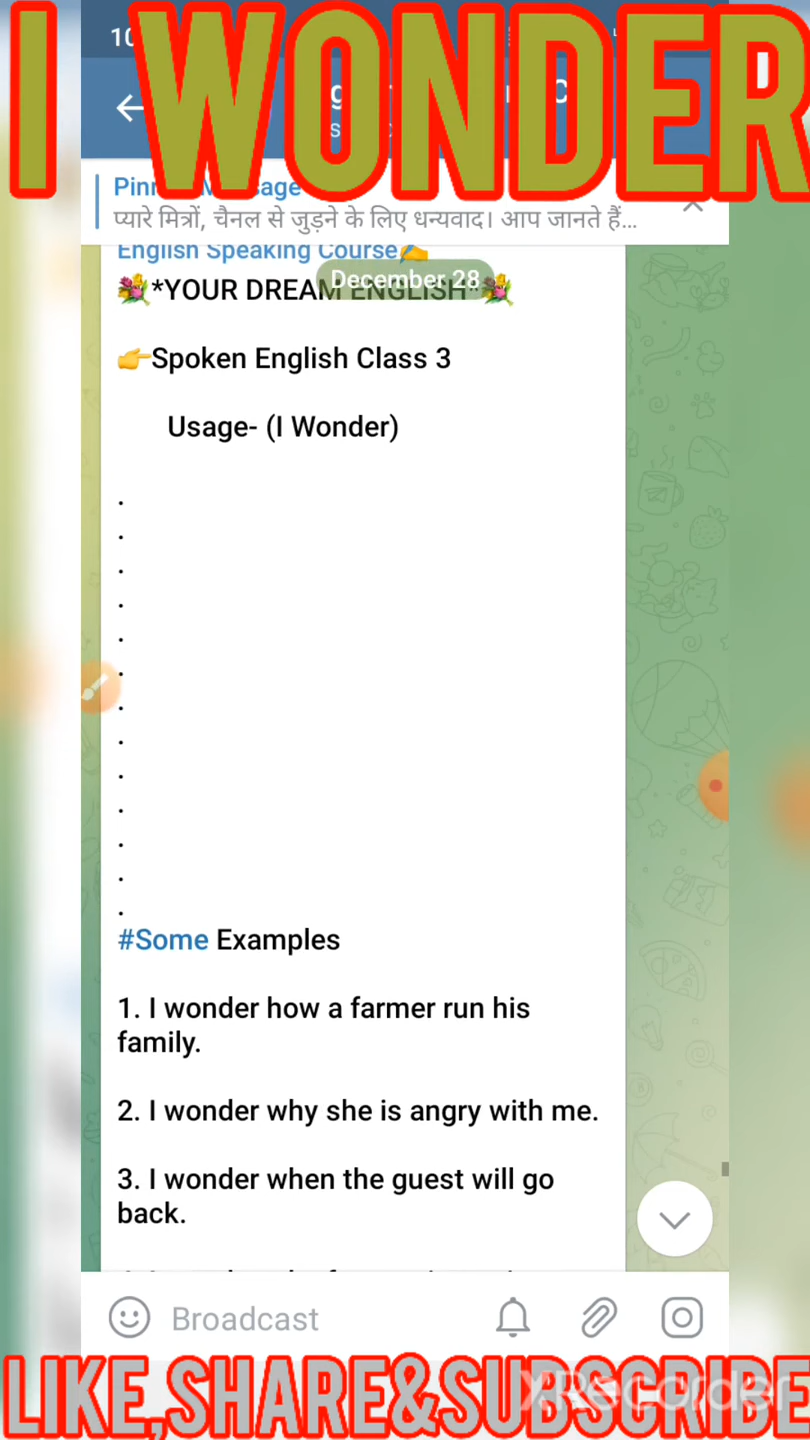 I WONDER
10
प्यारे मित्रों, चैनल से जुड़ने के लिए धन्यवाद। आप जानते हैं...
English Speaking Course✍
💐*YOUR DREAM ENGLISH*💐
December 28
👉Spoken English Class 3
Usage- (I Wonder)
.
.
.
.
.
.
.
.
.
.
.
.
.
#Some Examples
1. I wonder how a farmer run his
family.
2. I wonder why she is angry with me.
3. I wonder when the guest will go
back.
Broadcast
LIKE,SHARE&SUBSCRIBE
XRecorder